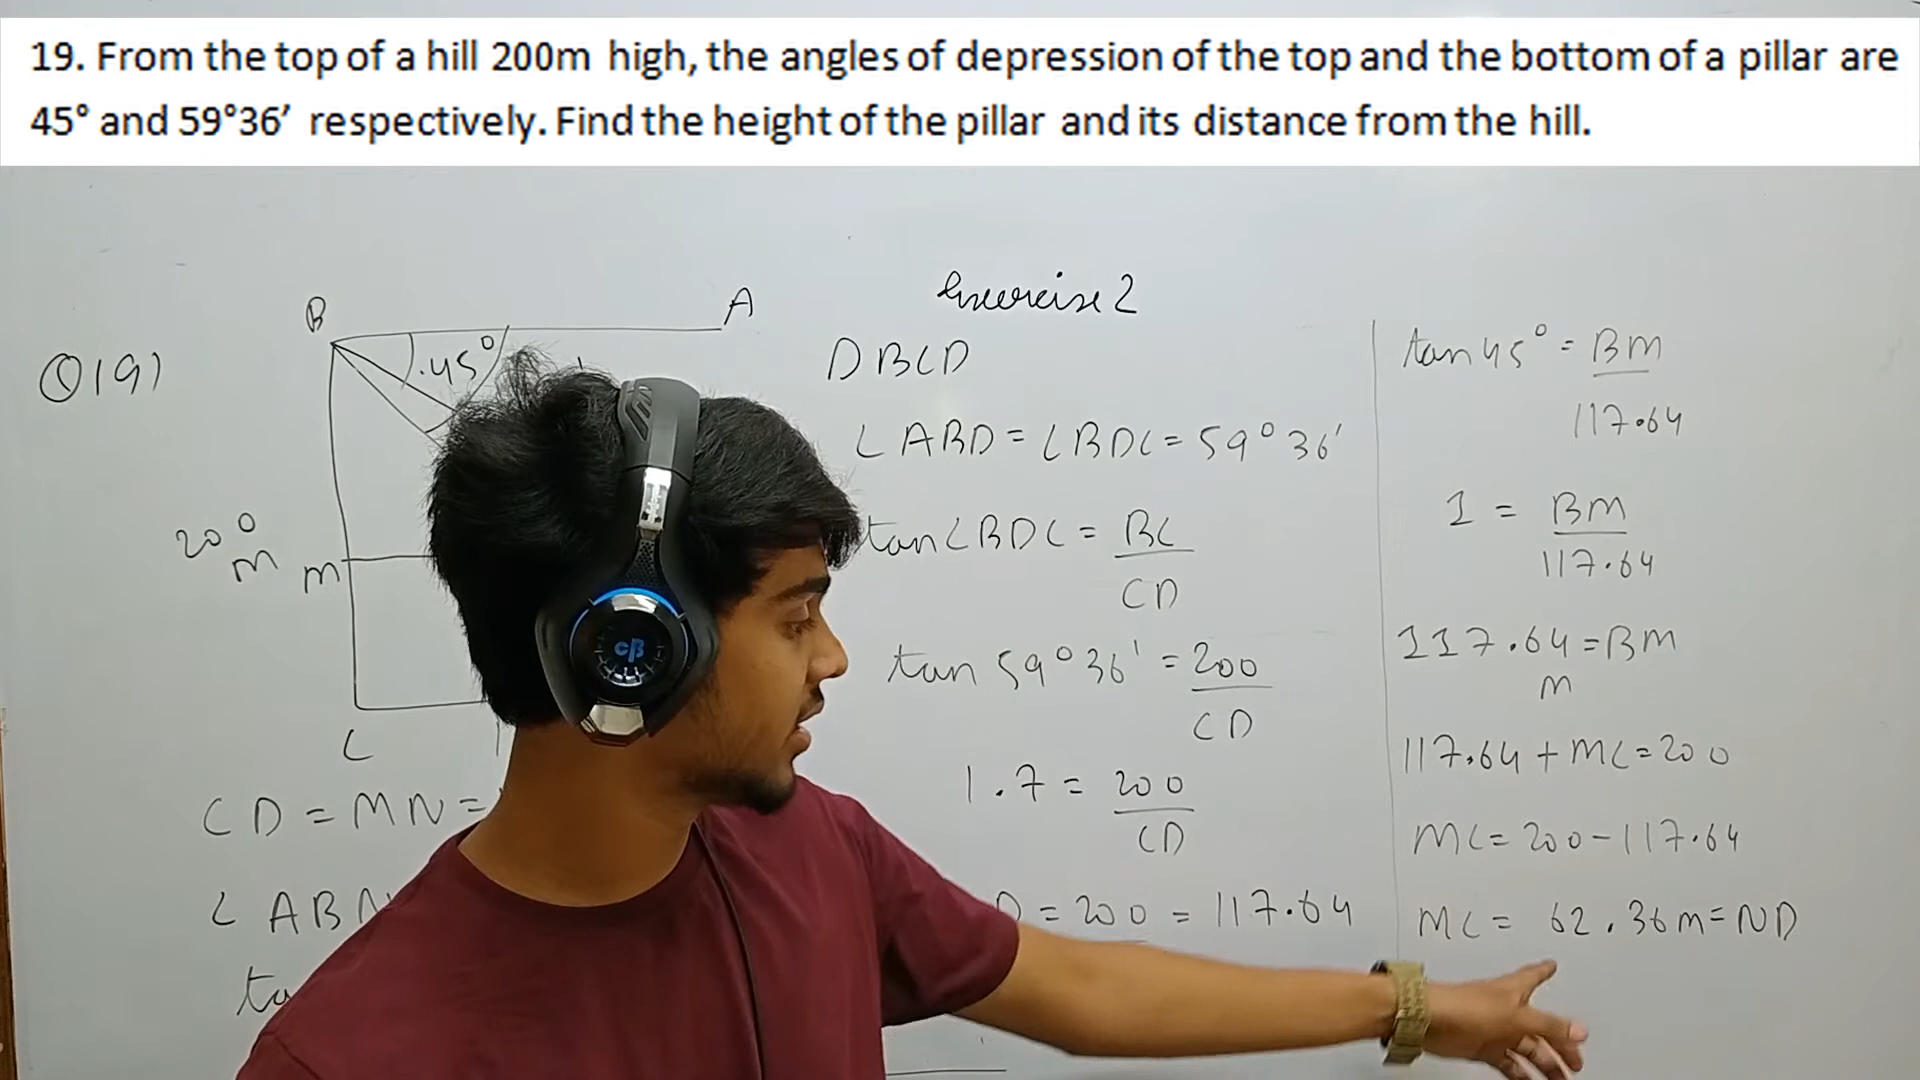 19. From the top of a hill 200m high, the angles of depression of the top and the bottom of a pillar are
45° and 59°36′ respectively. Find the height of the pillar and its distance from the hill.
Exercise 2
Q19)
B
A
45°
200
m
M
C
CD = MN =
∠ ABN
cβ
D BCD
∠ ABD = ∠ BDC = 59° 36'
tan ∠ BDC = BC
CD
tan 59° 36' = 200
CD
1.7 = 200
CD
D = 200 = 117.64
tan 45° = BM
117.64
1 = BM
117.64
117.64 = BM
m
117.64 + MC = 200
MC = 200 - 117.64
MC = 62.36m = ND